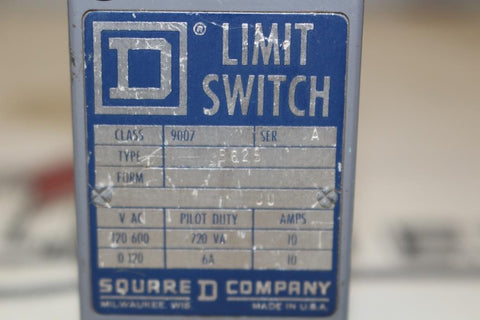 D ® LIMIT
SWITCH
CLASS 9007 SER A
TYPE
FORM
V AC PILOT DUTY AMPS
120 600 720 VA 10
0 120 6A 10
SQUARE D COMPANY
MILWAUKEE, WIS. MADE IN U.S.A.